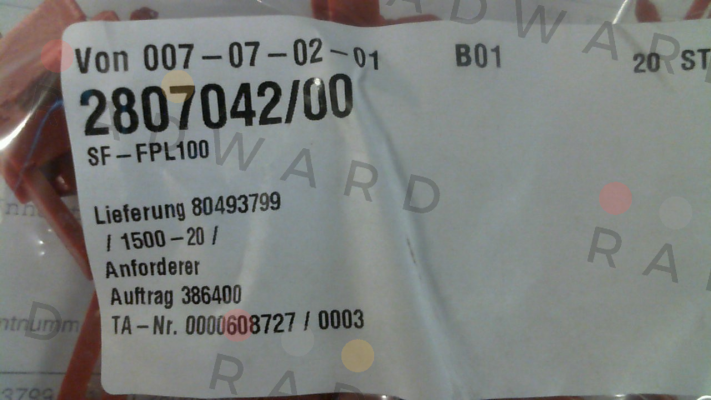 Von 007-07-02-01 B01 20 ST
2807042/00
SF-FPL100
Lieferung 80493799
/ 1500-20 /
Anforderer
Auftrag 386400
TA-Nr. 0000608727 / 0003
RADWARD